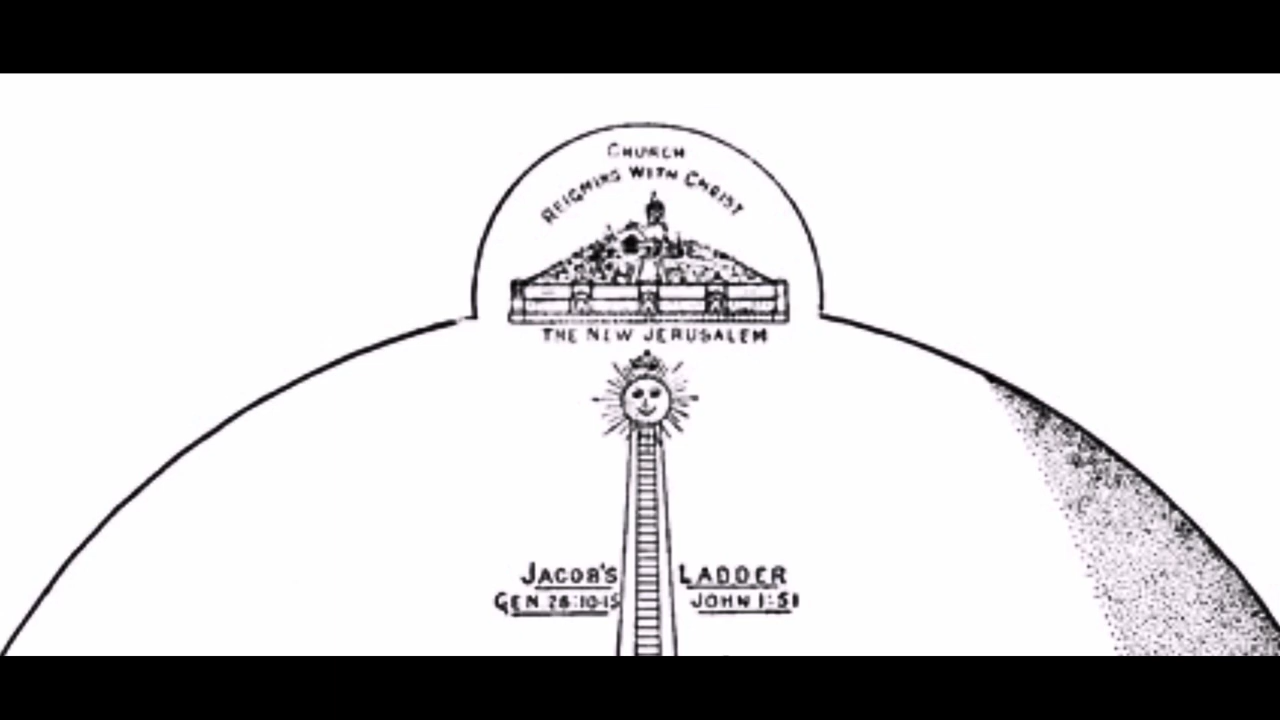 CHURCH
REIGNING WITH CHRIST
THE NEW JERUSALEM
JACOB'S LADDER
GEN 28:10-15 JOHN 1:51